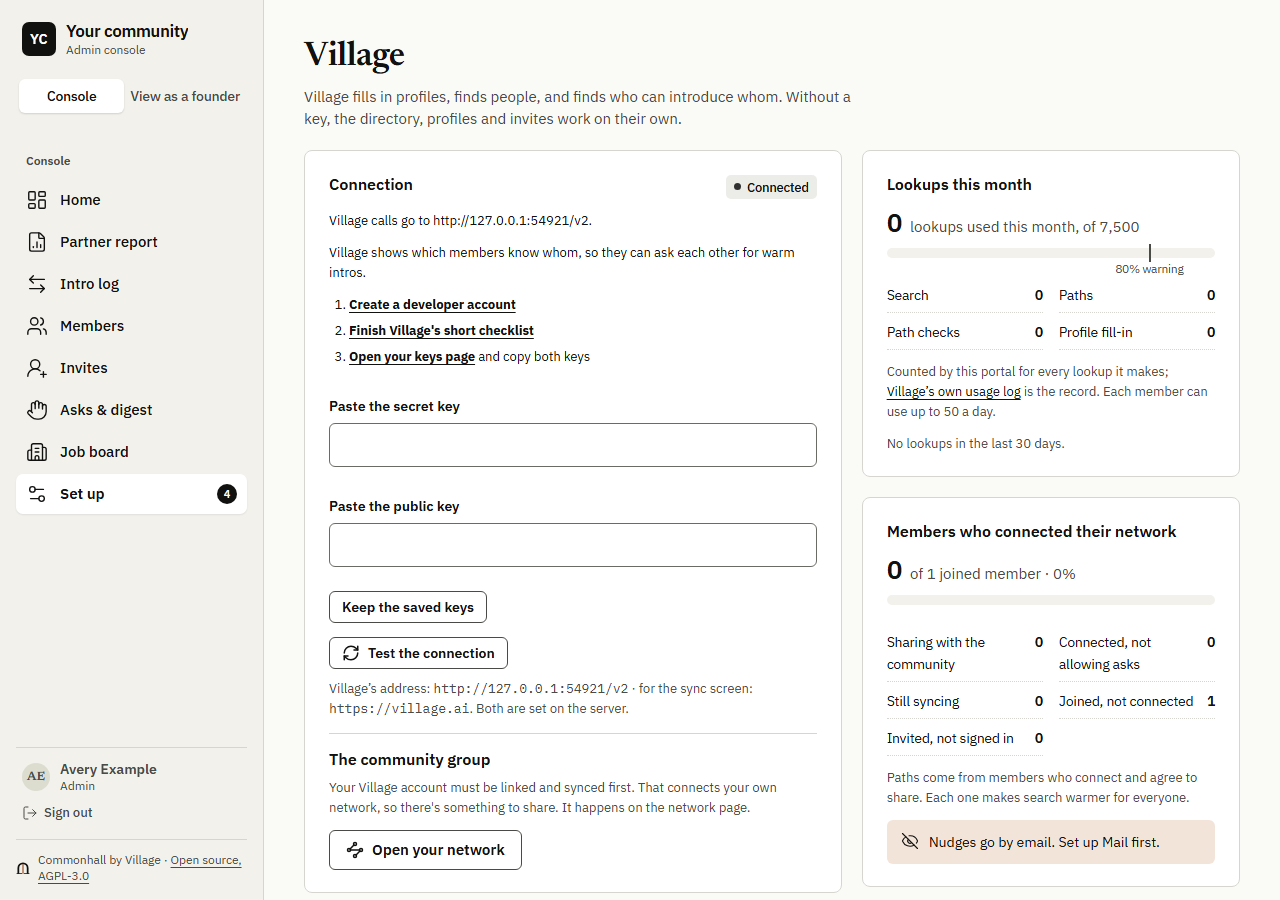 YC
Your community
Admin console
Console
View as a founder
Console
Home
Partner report
Intro log
Members
Invites
Asks & digest
Job board
Set up
4
AE
Avery Example
Admin
Sign out
Commonhall by Village · Open source,
AGPL-3.0
Village
Village fills in profiles, finds people, and finds who can introduce whom. Without a
key, the directory, profiles and invites work on their own.
Connection
Connected
Village calls go to http://127.0.0.1:54921/v2.
Village shows which members know whom, so they can ask each other for warm
intros.
1. Create a developer account
2. Finish Village's short checklist
3. Open your keys page and copy both keys
Paste the secret key
Paste the public key
Keep the saved keys
Test the connection
Village’s address: http://127.0.0.1:54921/v2 · for the sync screen:
https://village.ai. Both are set on the server.
The community group
Your Village account must be linked and synced first. That connects your own
network, so there's something to share. It happens on the network page.
Open your network
Lookups this month
0 lookups used this month, of 7,500
80% warning
Search 0 Paths 0
Path checks 0 Profile fill-in 0
Counted by this portal for every lookup it makes;
Village’s own usage log is the record. Each member can
use up to 50 a day.
No lookups in the last 30 days.
Members who connected their network
0 of 1 joined member · 0%
Sharing with the
community
0
Connected, not
allowing asks
0
Still syncing 0 Joined, not connected 1
Invited, not signed in 0
Paths come from members who connect and agree to
share. Each one makes search warmer for everyone.
Nudges go by email. Set up Mail first.